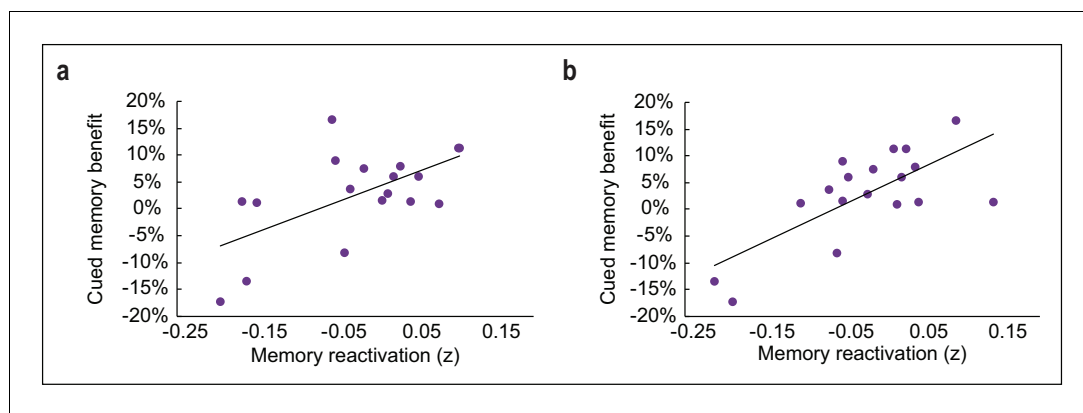 a
20%
15%
10%
5%
0%
-5%
-10%
-15%
-20%
Cued memory benefit
-0.25 -0.15 -0.05 0.05 0.15
Memory reactivation (z)
b
20%
15%
10%
5%
0%
-5%
-10%
-15%
-20%
Cued memory benefit
-0.25 -0.15 -0.05 0.05 0.15
Memory reactivation (z)